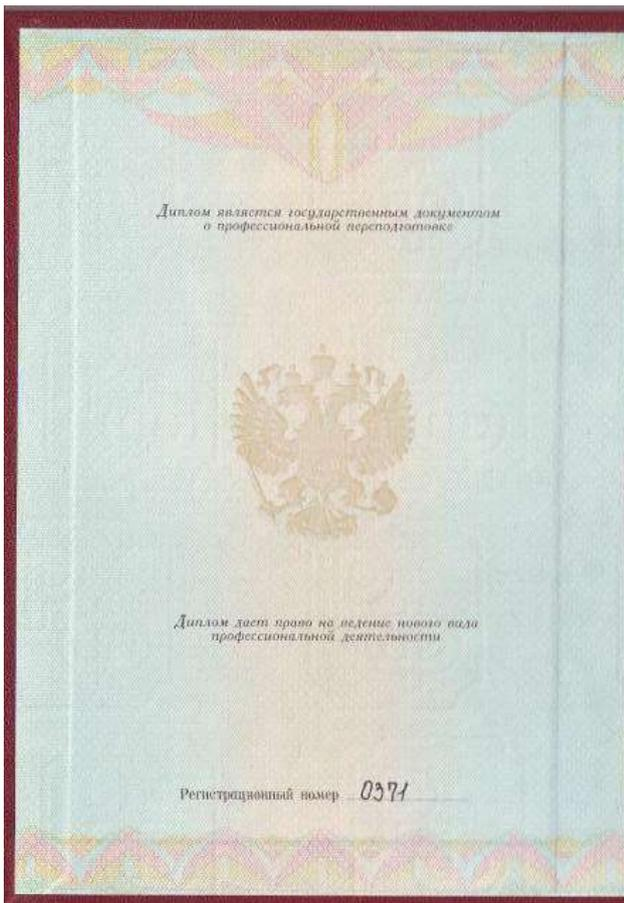 Диплом является государственным документом
о профессиональной переподготовке
Диплом дает право на ведение нового вида
профессиональной деятельности
Регистрационный номер 0371